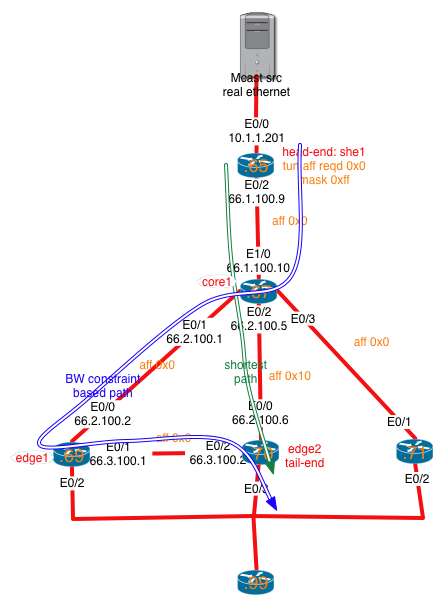 Mcast src
real ethernet
E0/0
10.1.1.201
head-end: she1
tun aff reqd 0x0
mask 0xff
.65
E0/2
66.1.100.9
aff 0x0
E1/0
66.1.100.10
core1
.67
E0/2
66.2.100.5
E0/3
E0/1
66.2.100.1
aff 0x0
aff 0x0
shortest
path
aff 0x10
BW constraint
based path
E0/0
66.2.100.2
E0/0
66.2.100.6
E0/1
aff 0x0
edge1
.69
E0/1
66.3.100.1
E0/2
66.3.100.2
edge2
tail-end
.71
E0/2
E0/2
.99